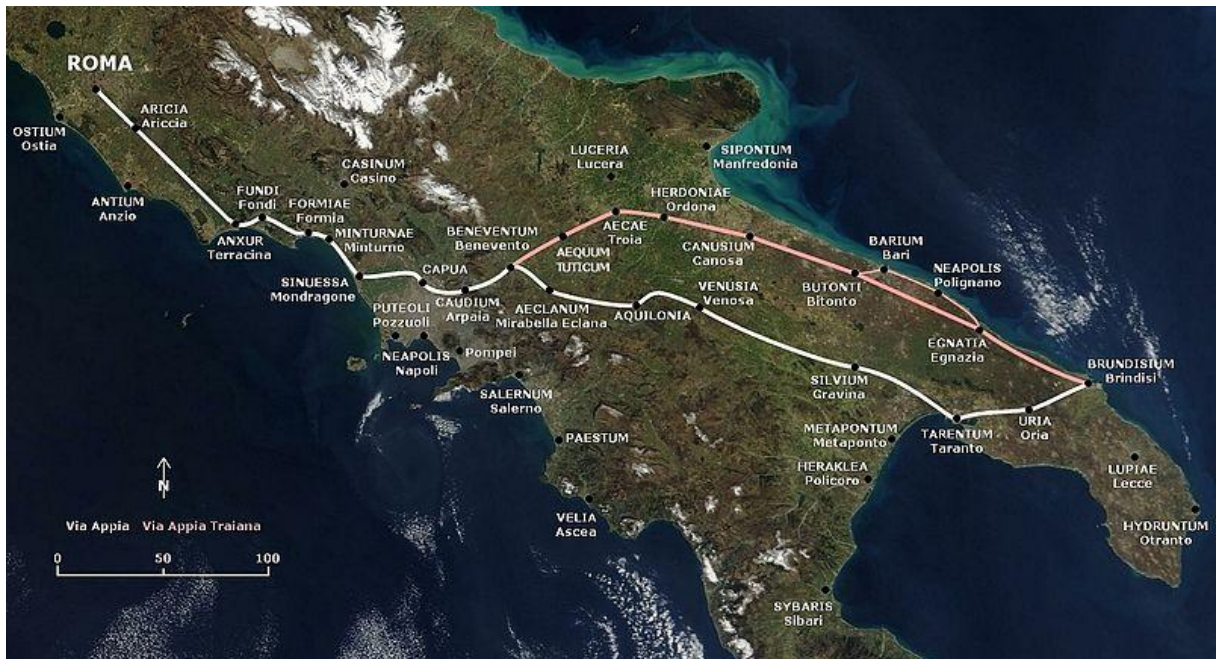 ROMA
ARICIA
Ariccia
OSTIUM
Ostia
ANTIUM
Anzio
CASINUM
Casino
FUNDI
Fondi
FORMIAE
Formia
ANXUR
Terracina
MINTURNAE
Minturno
SINUESSA
Mondragone
CAPUA
CAUDIUM
Arpaia
PUTEOLI
Pozzuoli
NEAPOLIS
Napoli
Pompei
SALERNUM
Salerno
PAESTUM
VELIA
Ascea
BENEVENTUM
Benevento
AEQUUM
TUTICUM
AECLANUM
Mirabella Eclana
LUCERIA
Lucera
SIPONTUM
Manfredonia
AECAE
Troia
HERDONIAE
Ordona
CANUSIUM
Canosa
AQUILONIA
VENUSIA
Venosa
BUTONTI
Bitonto
BARIUM
Bari
NEAPOLIS
Polignano
EGNATIA
Egnazia
BRUNDISIUM
Brindisi
SILVIUM
Gravina
METAPONTUM
Metaponto
HERAKLEA
Policoro
TARENTUM
Taranto
URIA
Oria
LUPIAE
Lecce
HYDRUNTUM
Otranto
SYBARIS
Sibari
N
Via Appia Via Appia Traiana
0 50 100